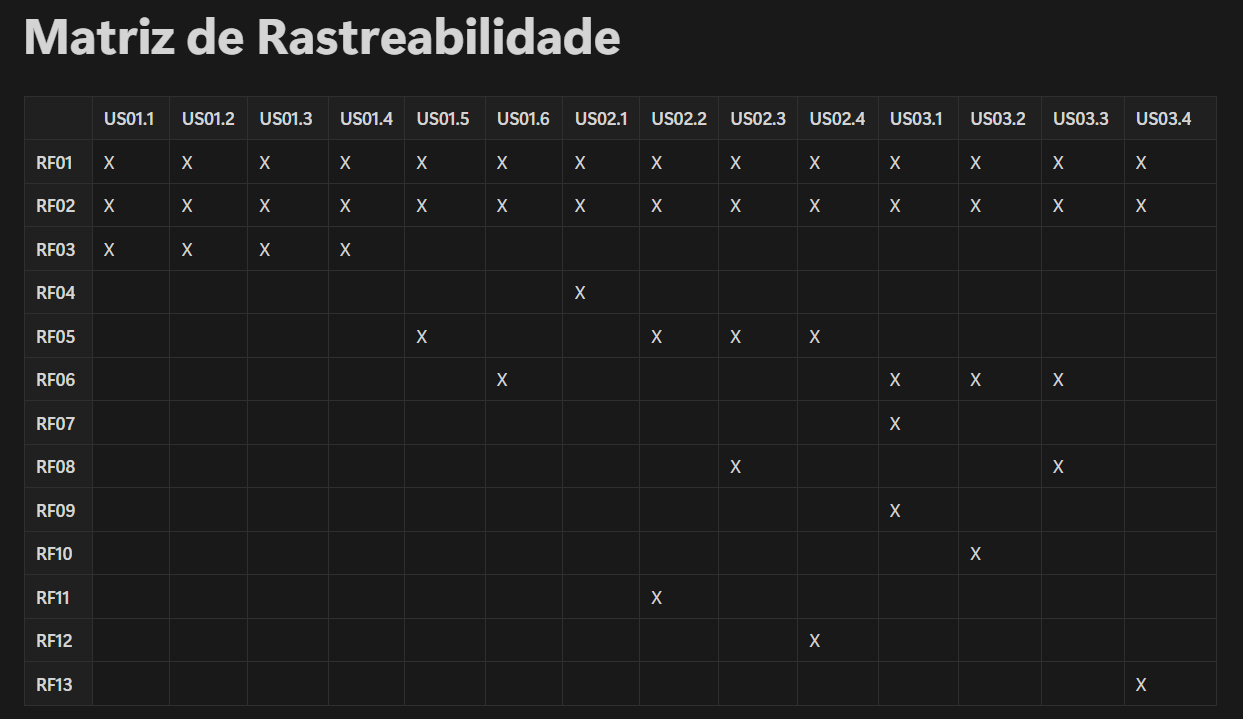 Matriz de Rastreabilidade
US01.1 US01.2 US01.3 US01.4 US01.5 US01.6 US02.1 US02.2 US02.3 US02.4 US03.1 US03.2 US03.3 US03.4
RF01 X X X X X X X X X X X X X X
RF02 X X X X X X X X X X X X X X
RF03 X X X X
RF04 X
RF05 X X X X
RF06 X X X X
RF07 X
RF08 X X
RF09 X
RF10 X
RF11 X
RF12 X
RF13 X